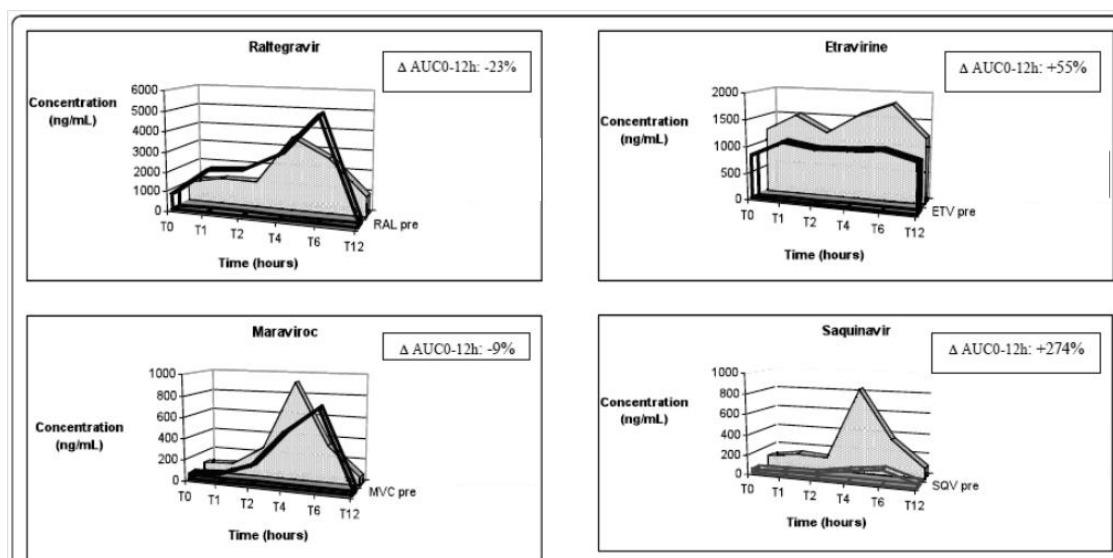 Raltegravir
Δ AUC0-12h: -23%
Concentration
(ng/mL)
6000
5000
4000
3000
2000
1000
0
T0
T1
T2
T4
T6
T12
RAL pre
Time (hours)
Etravirine
Δ AUC0-12h: +55%
Concentration
(ng/mL)
2000
1500
1000
500
0
T0
T1
T2
T4
T6
T12
ETV pre
Time (hours)
Maraviroc
Δ AUC0-12h: -9%
Concentration
(ng/mL)
1000
800
600
400
200
0
T0
T1
T2
T4
T6
T12
MVC pre
Time (hours)
Saquinavir
Δ AUC0-12h: +274%
Concentration
(ng/mL)
1000
800
600
400
200
0
T0
T1
T2
T4
T6
T12
SQV pre
Time (hours)